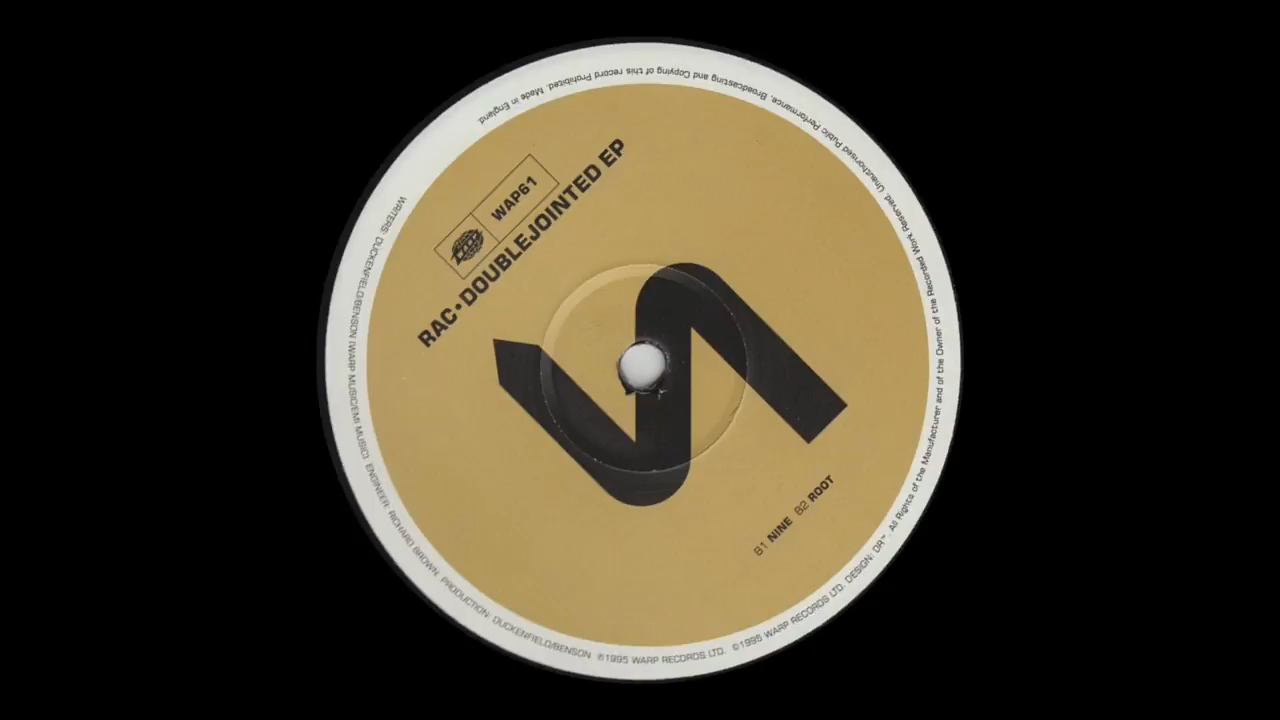 WAP61
RAC•DOUBLEJOINTED EP
B1 NINE B2 ROOT
WRITERS: DUCKENFIELD/BENSON (WARP MUSIC/EMI MUSIC). ENGINEER: RICHARD BROWN. PRODUCTION: DUCKENFIELD/BENSON. ℗1995 WARP RECORDS LTD. ©1995 WARP RECORDS LTD. DESIGN: DR™. All Rights of the Manufacturer and of the Owner of the Recorded Work Reserved. Unauthorised Public Performance, Broadcasting and Copying of this record Prohibited. Made in England.